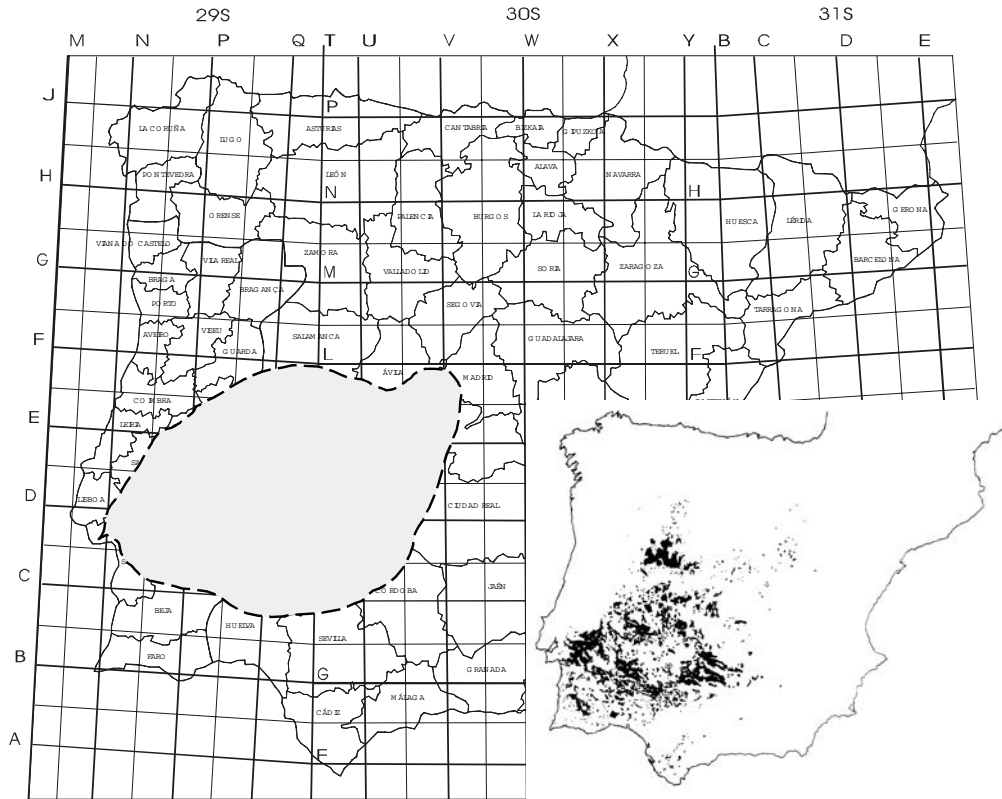 29S 30S 31S
M N P Q T U V W X Y B C D E
J
P
LA CORUÑA LUGO ASTURIAS CANTABRIA BIZKAIA GIPUZKOA
H
PONTEVEDRA LEÓN ALAVA NAVARRA
N H
ORENSE PALENCIA BURGOS LA RIOJA HUESCA LÉRIDA GERONA
VIANA DO CASTELO VILA REAL ZAMORA
G
BRAGA VALLADOLID SORIA ZARAGOZA BARCELONA
M G
PORTO BRAGANÇA SEGOVIA TARRAGONA
F
AVEIRO VISEU SALAMANCA GUADALAJARA
GUARDA TERUEL
L F
ÁVILA MADRID
E
COIMBRA
LEIRIA
D
LISBOA CIUDAD REAL
C
CÓRDOBA JAÉN
BEJA HUELVA
SEVILLA
B
FARO GRANADA
G
MÁLAGA
CÁDIZ
A
F